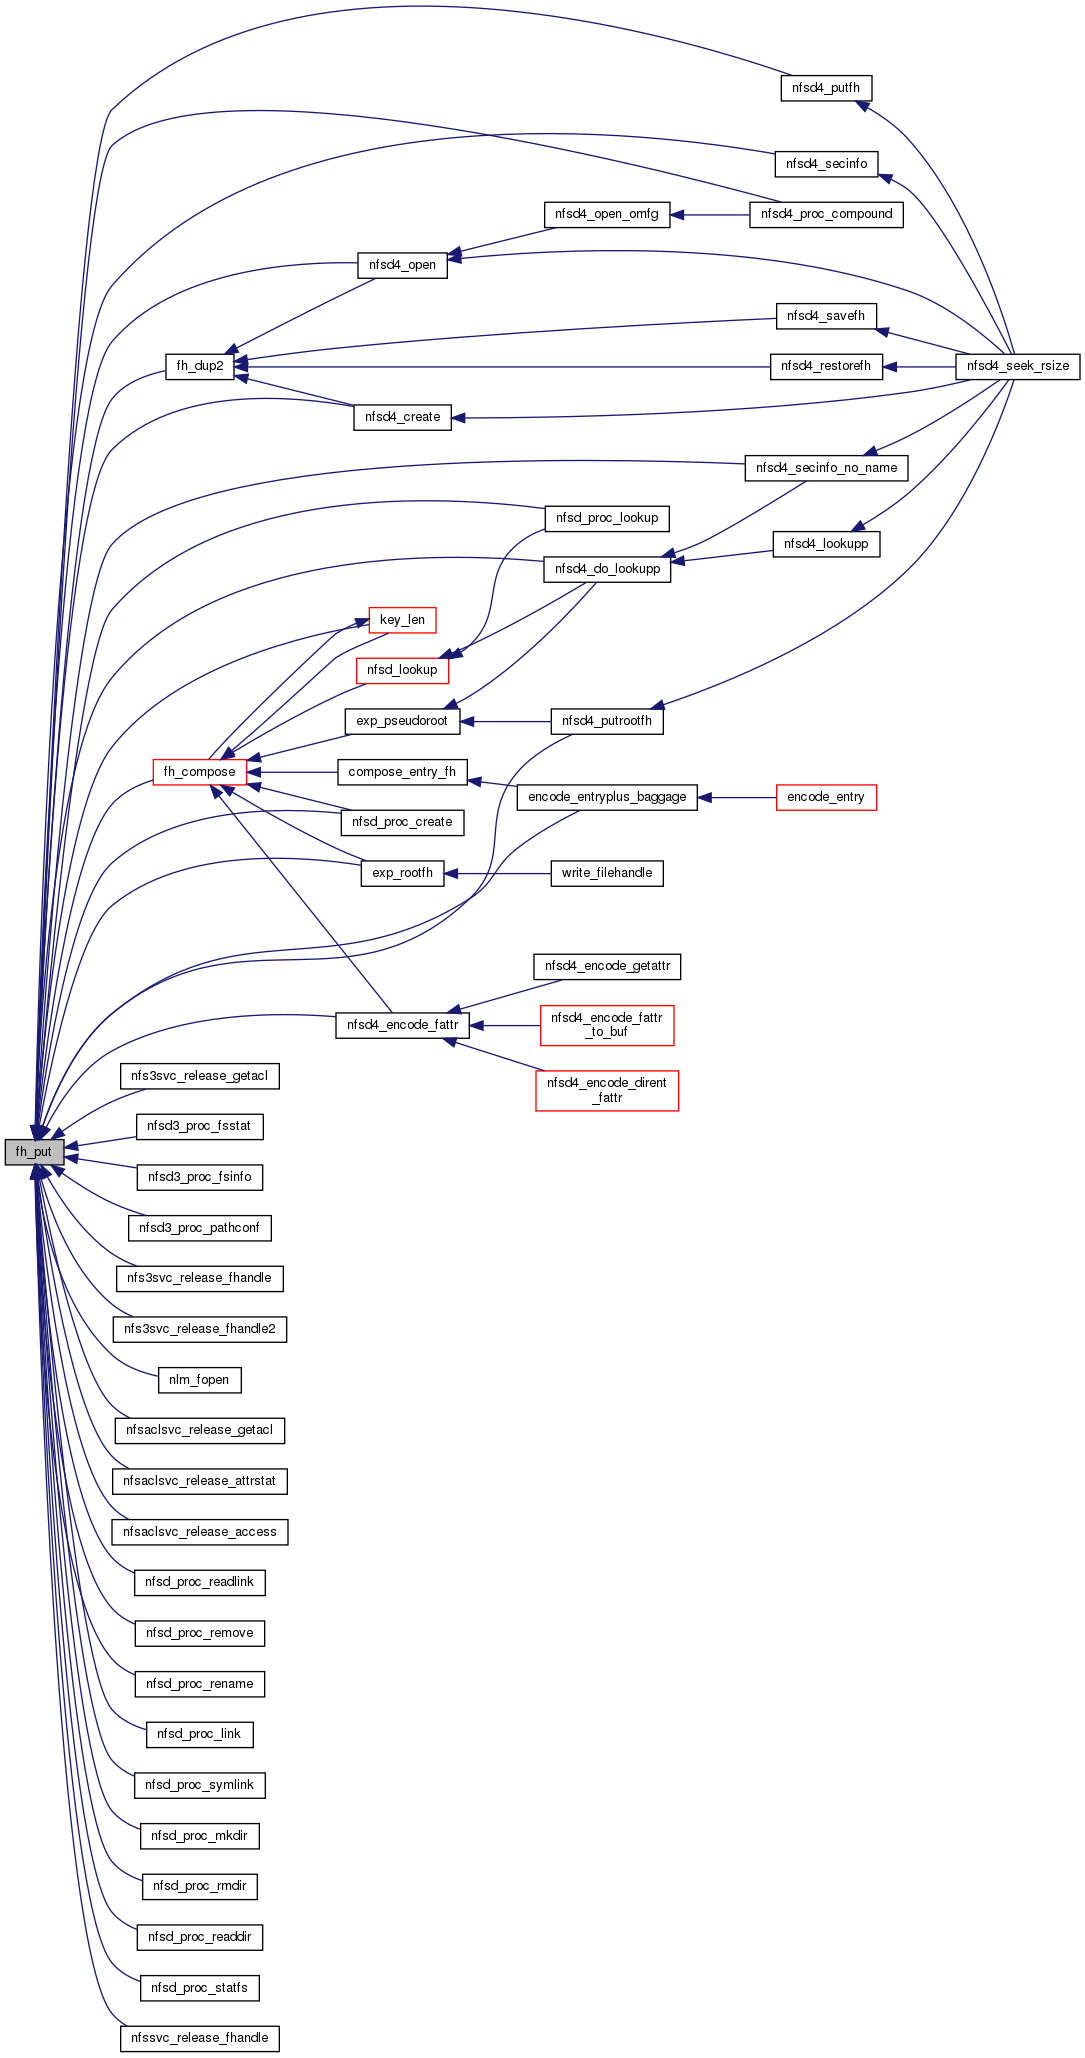 nfsd4_putfh
nfsd4_secinfo
nfsd4_open_omfg
nfsd4_proc_compound
nfsd4_open
nfsd4_savefh
fh_dup2
nfsd4_restorefh
nfsd4_seek_rsize
nfsd4_create
nfsd4_secinfo_no_name
nfsd_proc_lookup
nfsd4_lookupp
nfsd4_do_lookupp
key_len
nfsd_lookup
exp_pseudoroot
nfsd4_putrootfh
fh_compose
compose_entry_fh
encode_entryplus_baggage
encode_entry
nfsd_proc_create
exp_rootfh
write_filehandle
nfsd4_encode_getattr
nfsd4_encode_fattr
nfsd4_encode_fattr
_to_buf
nfsd4_encode_dirent
_fattr
nfs3svc_release_getacl
nfsd3_proc_fsstat
fh_put
nfsd3_proc_fsinfo
nfsd3_proc_pathconf
nfs3svc_release_fhandle
nfs3svc_release_fhandle2
nlm_fopen
nfsaclsvc_release_getacl
nfsaclsvc_release_attrstat
nfsaclsvc_release_access
nfsd_proc_readlink
nfsd_proc_remove
nfsd_proc_rename
nfsd_proc_link
nfsd_proc_symlink
nfsd_proc_mkdir
nfsd_proc_rmdir
nfsd_proc_readdir
nfsd_proc_statfs
nfssvc_release_fhandle